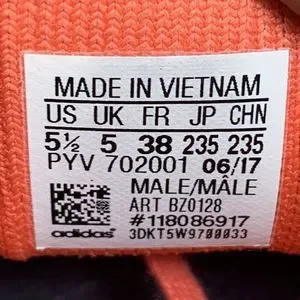 MADE IN VIETNAM
US UK FR JP CHN
5½ 5 38 235 235
PYV 702001 06/17
MALE/MÂLE
ART BZ0128
#118086917
adidas 3DKT5W9700033